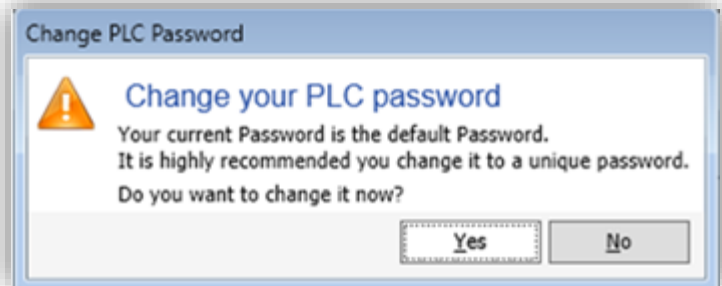 Change PLC Password
Change your PLC password
Your current Password is the default Password.
It is highly recommended you change it to a unique password.
Do you want to change it now?
Yes
No